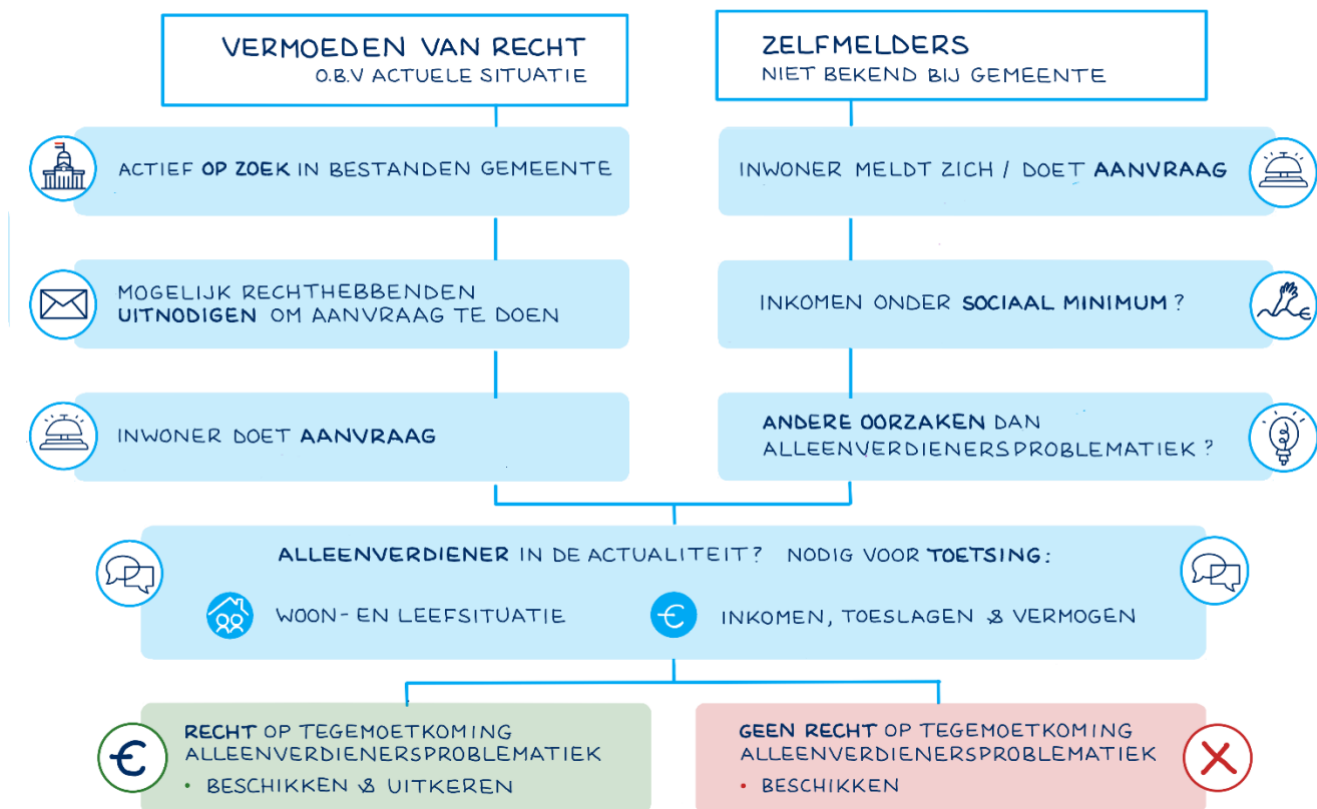 VERMOEDEN VAN RECHT
O.B.V ACTUELE SITUATIE
ACTIEF OP ZOEK IN BESTANDEN GEMEENTE
MOGELIJK RECHTHEBBENDEN
UITNODIGEN OM AANVRAAG TE DOEN
INWONER DOET AANVRAAG
ZELFMELDERS
NIET BEKEND BIJ GEMEENTE
INWONER MELDT ZICH / DOET AANVRAAG
INKOMEN ONDER SOCIAAL MINIMUM?
€
ANDERE OORZAKEN DAN
ALLEENVERDIENERSPROBLEMATIEK?
ALLEENVERDIENER IN DE ACTUALITEIT? NODIG VOOR TOETSING:
WOON- EN LEEFSITUATIE
€ INKOMEN, TOESLAGEN & VERMOGEN
€
RECHT OP TEGEMOETKOMING
ALLEENVERDIENERSPROBLEMATIEK
• BESCHIKKEN & UITKEREN
GEEN RECHT OP TEGEMOETKOMING
ALLEENVERDIENERSPROBLEMATIEK
• BESCHIKKEN